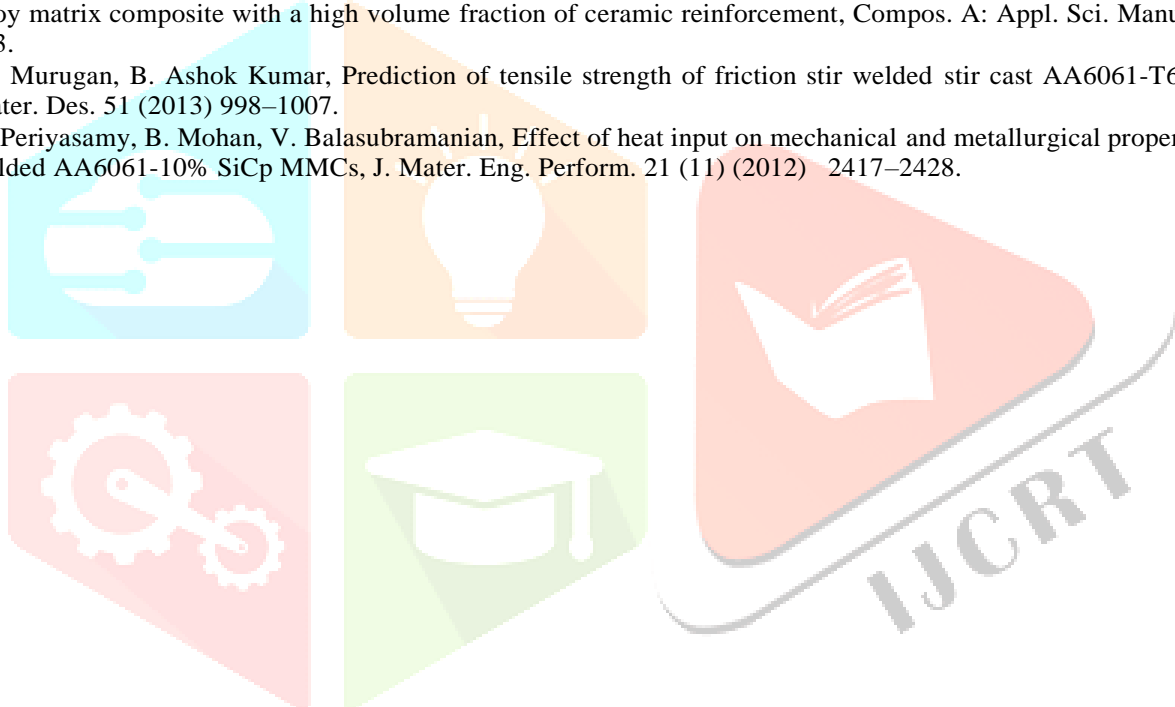 oy matrix composite with a high volume fraction of ceramic reinforcement, Compos. A: Appl. Sci. Manu
3.
Murugan, B. Ashok Kumar, Prediction of tensile strength of friction stir welded stir cast AA6061-T6
ater. Des. 51 (2013) 998–1007.
Periyasamy, B. Mohan, V. Balasubramanian, Effect of heat input on mechanical and metallurgical proper
lded AA6061-10% SiCp MMCs, J. Mater. Eng. Perform. 21 (11) (2012) 2417–2428.
IJCRT